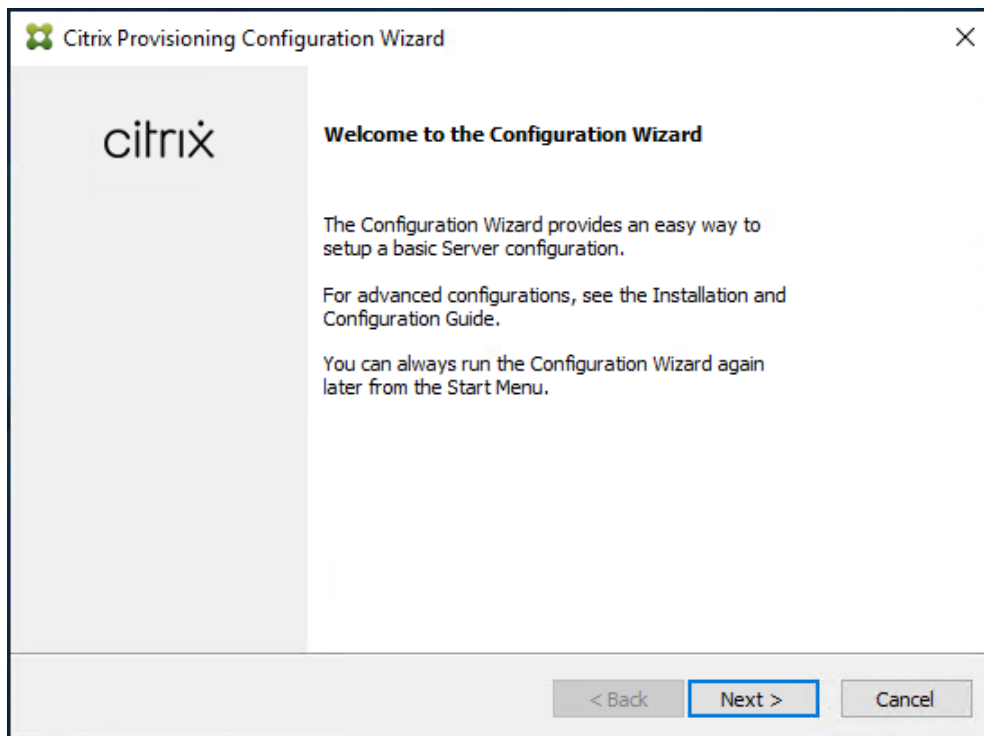 Citrix Provisioning Configuration Wizard
citrix
Welcome to the Configuration Wizard
The Configuration Wizard provides an easy way to
setup a basic Server configuration.
For advanced configurations, see the Installation and
Configuration Guide.
You can always run the Configuration Wizard again
later from the Start Menu.
< Back
Next >
Cancel